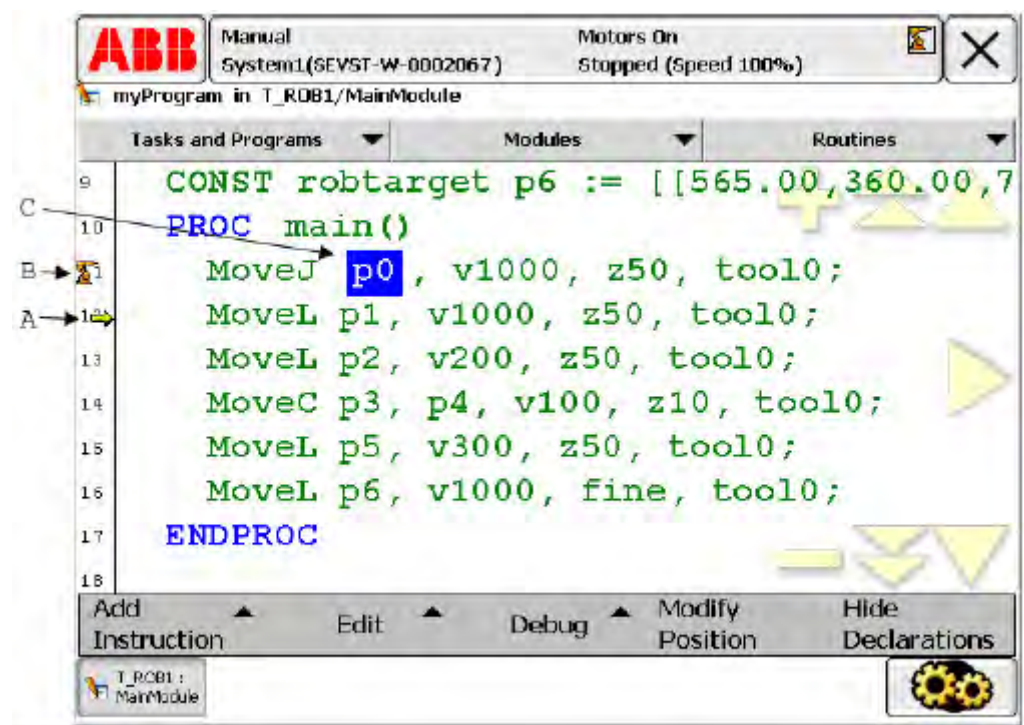 ABB
Manual
System1(SEVST-W-0002067)
Motors On
Stopped (Speed 100%)
myProgram in T_ROB1/MainModule
Tasks and Programs Modules Routines
9 CONST robtarget p6 := [[565.00,360.00,7
C
10 PROC main()
B MoveJ p0 , v1000, z50, tool0;
A MoveL p1, v1000, z50, tool0;
13 MoveL p2, v200, z50, tool0;
14 MoveC p3, p4, v100, z10, tool0;
15 MoveL p5, v300, z50, tool0;
16 MoveL p6, v1000, fine, tool0;
17 ENDPROC
18
Add Instruction Edit Debug Modify Position Hide Declarations
T_ROB1 :
MainModule